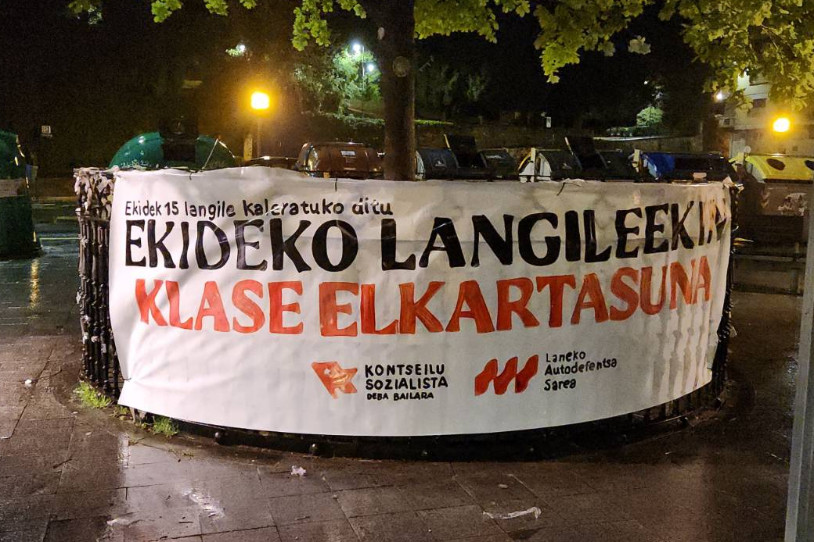 Ekidek 15 langile kaleratuko ditu
EKIDEKO LANGILEEKIN
KLASE ELKARTASUNA
KONTSEILU
SOZIALISTA
DEBA BAILARA
Laneko
Autodefentsa
Sarea